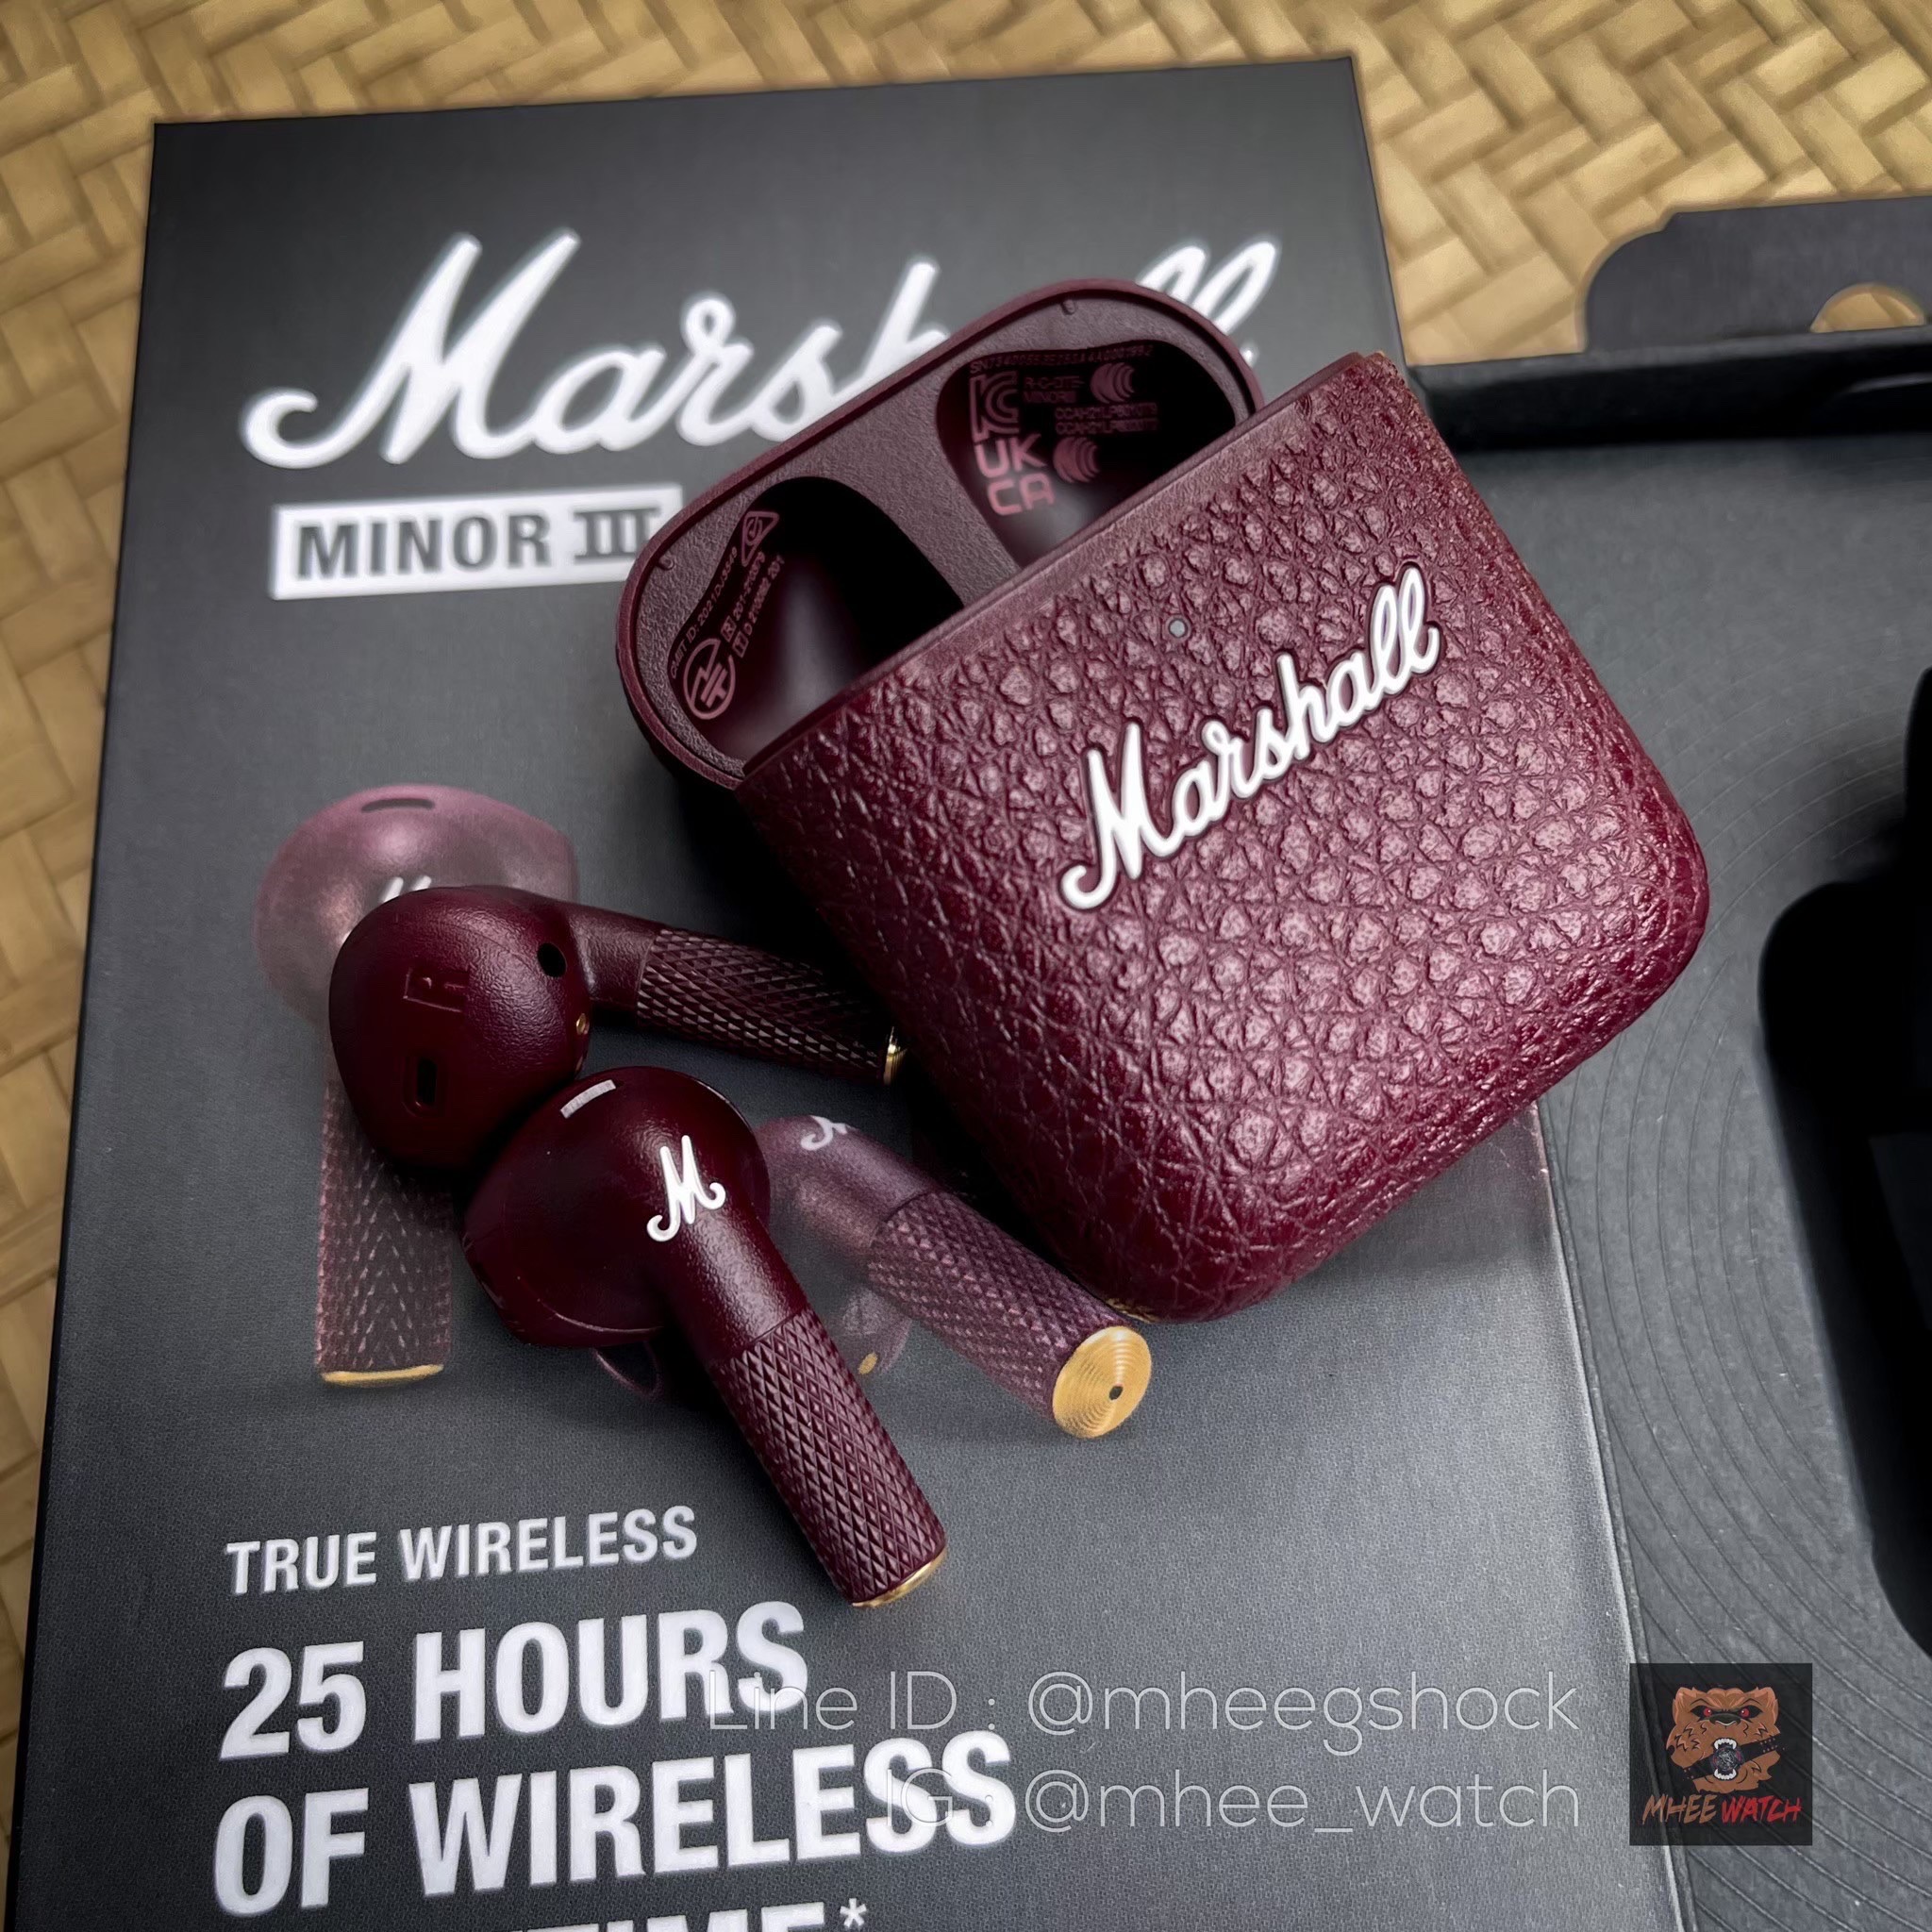 Marshall
MINOR III
UK
CA
Marshall
R
M
TRUE WIRELESS
25 HOURS
OF WIRELESS
Line ID : @mheegshock
IG : @mhee_watch
MHEE WATCH